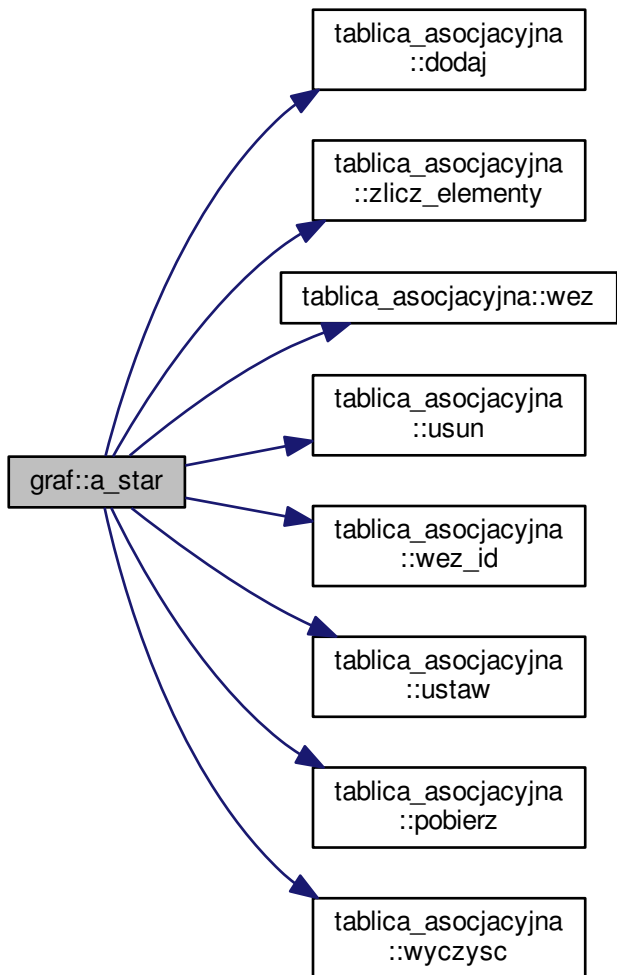 tablica_asocjacyjna
::dodaj
tablica_asocjacyjna
::zlicz_elementy
tablica_asocjacyjna::wez
tablica_asocjacyjna
::usun
graf::a_star
tablica_asocjacyjna
::wez_id
tablica_asocjacyjna
::ustaw
tablica_asocjacyjna
::pobierz
tablica_asocjacyjna
::wyczysc